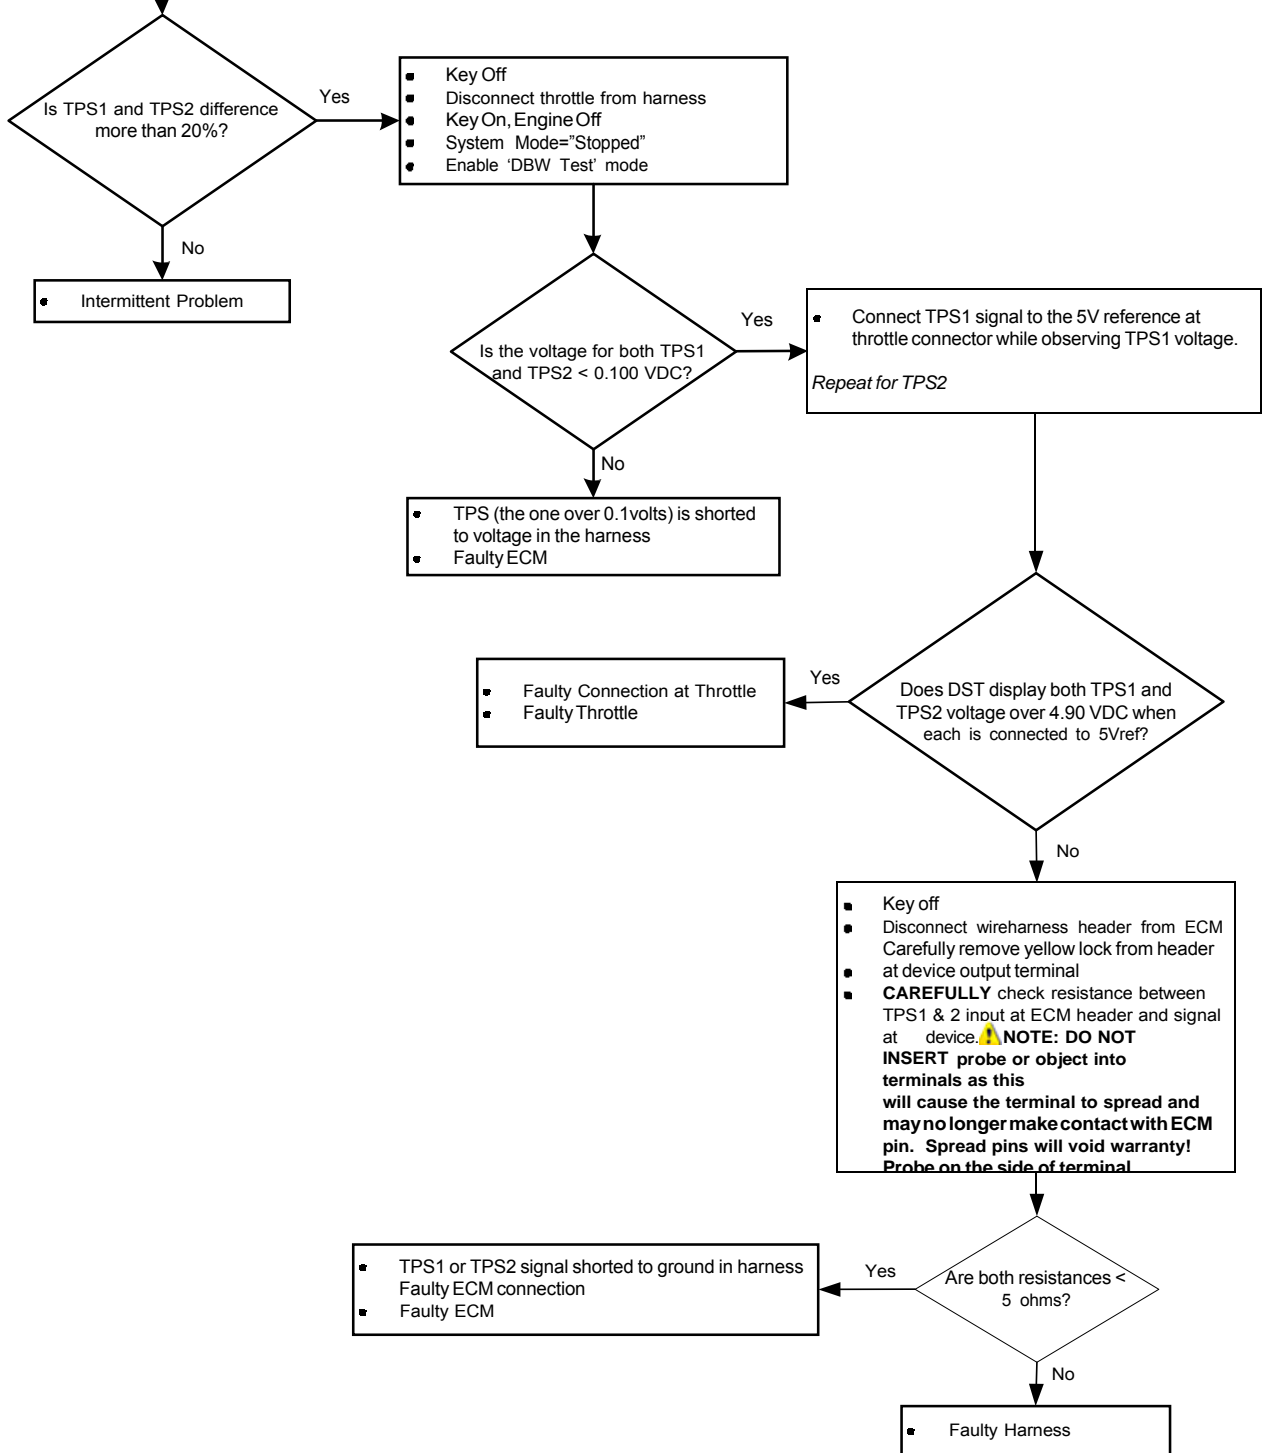 Is TPS1 and TPS2 difference
more than 20%?
Yes
Key Off
Disconnect throttle from harness
Key On, Engine Off
System Mode=”Stopped”
Enable ‘DBW Test’ mode
No
Intermittent Problem
Is the voltage for both TPS1
and TPS2 < 0.100 VDC?
Yes
Connect TPS1 signal to the 5V reference at
throttle connector while observing TPS1 voltage.
Repeat for TPS2
No
TPS (the one over 0.1volts) is shorted
to voltage in the harness
Faulty ECM
Does DST display both TPS1 and
TPS2 voltage over 4.90 VDC when
each is connected to 5Vref?
Yes
Faulty Connection at Throttle
Faulty Throttle
No
Key off
Disconnect wireharness header from ECM
Carefully remove yellow lock from header
at device output terminal
CAREFULLY check resistance between
TPS1 & 2 input at ECM header and signal
at device. NOTE: DO NOT
INSERT probe or object into
terminals as this
will cause the terminal to spread and
may no longer make contact with ECM
pin. Spread pins will void warranty!
Probe on the side of terminal
Are both resistances <
5 ohms?
Yes
TPS1 or TPS2 signal shorted to ground in harness
Faulty ECM connection
Faulty ECM
No
Faulty Harness